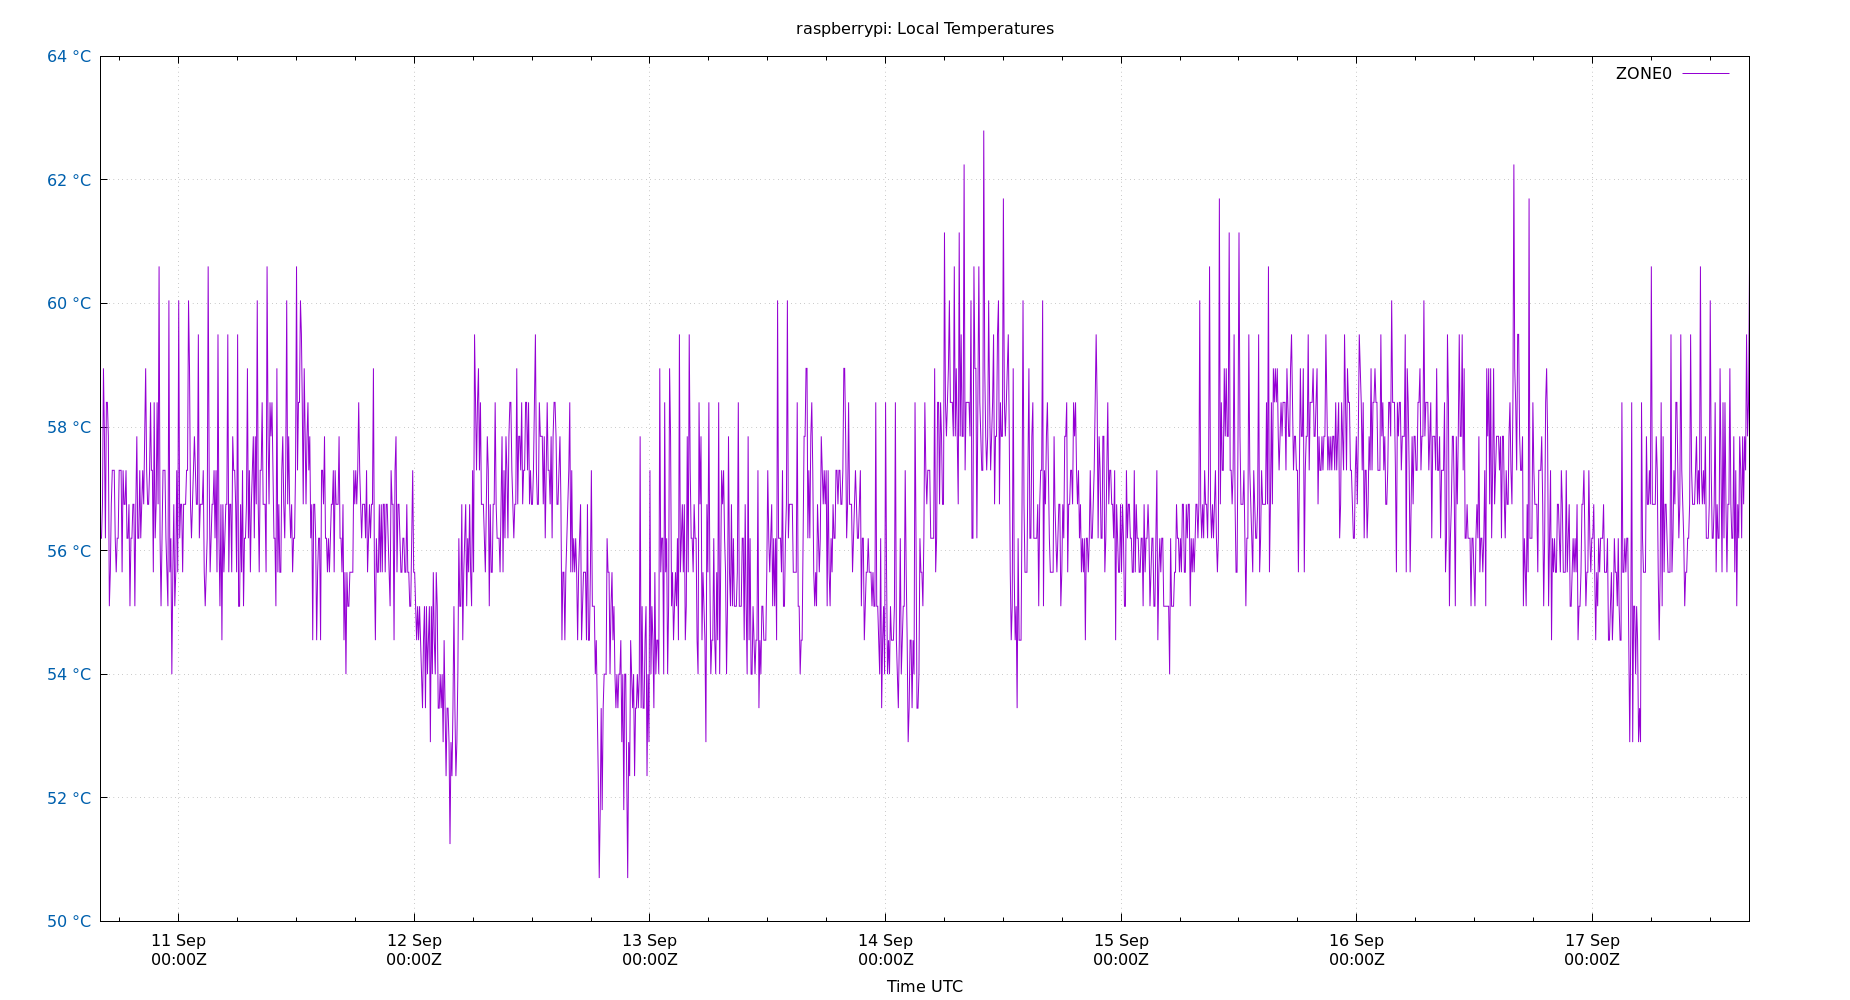 raspberrypi: Local Temperatures
64 °C
ZONE0
62 °C
60 °C
58 °C
56 °C
54 °C
52 °C
50 °C
11 Sep 12 Sep 13 Sep 14 Sep 15 Sep 16 Sep 17 Sep
00:00Z 00:00Z 00:00Z 00:00Z 00:00Z 00:00Z 00:00Z
Time UTC